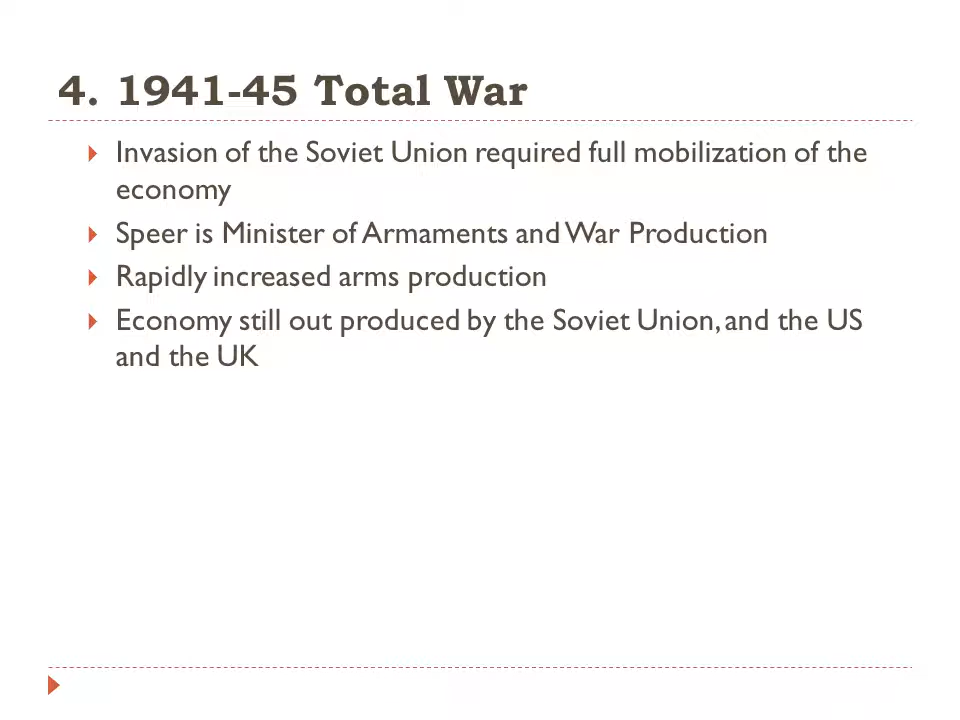 4. 1941-45 Total War
Invasion of the Soviet Union required full mobilization of the
economy
Speer is Minister of Armaments and War Production
Rapidly increased arms production
Economy still out produced by the Soviet Union, and the US
and the UK